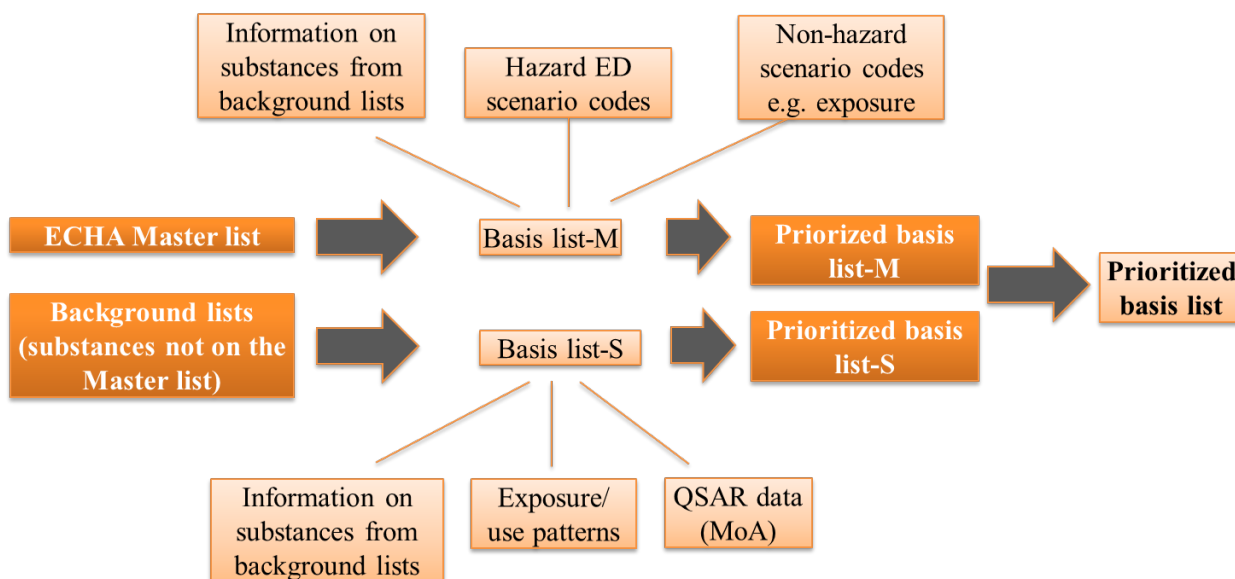 Information on
substances from
background lists
Hazard ED
scenario codes
Non-hazard
scenario codes
e.g. exposure
ECHA Master list
Basis list-M
Priorized basis
list-M
Prioritized
basis list
Background lists
(substances not on the
Master list)
Basis list-S
Prioritized basis
list-S
Information on
substances from
background lists
Exposure/
use patterns
QSAR data
(MoA)